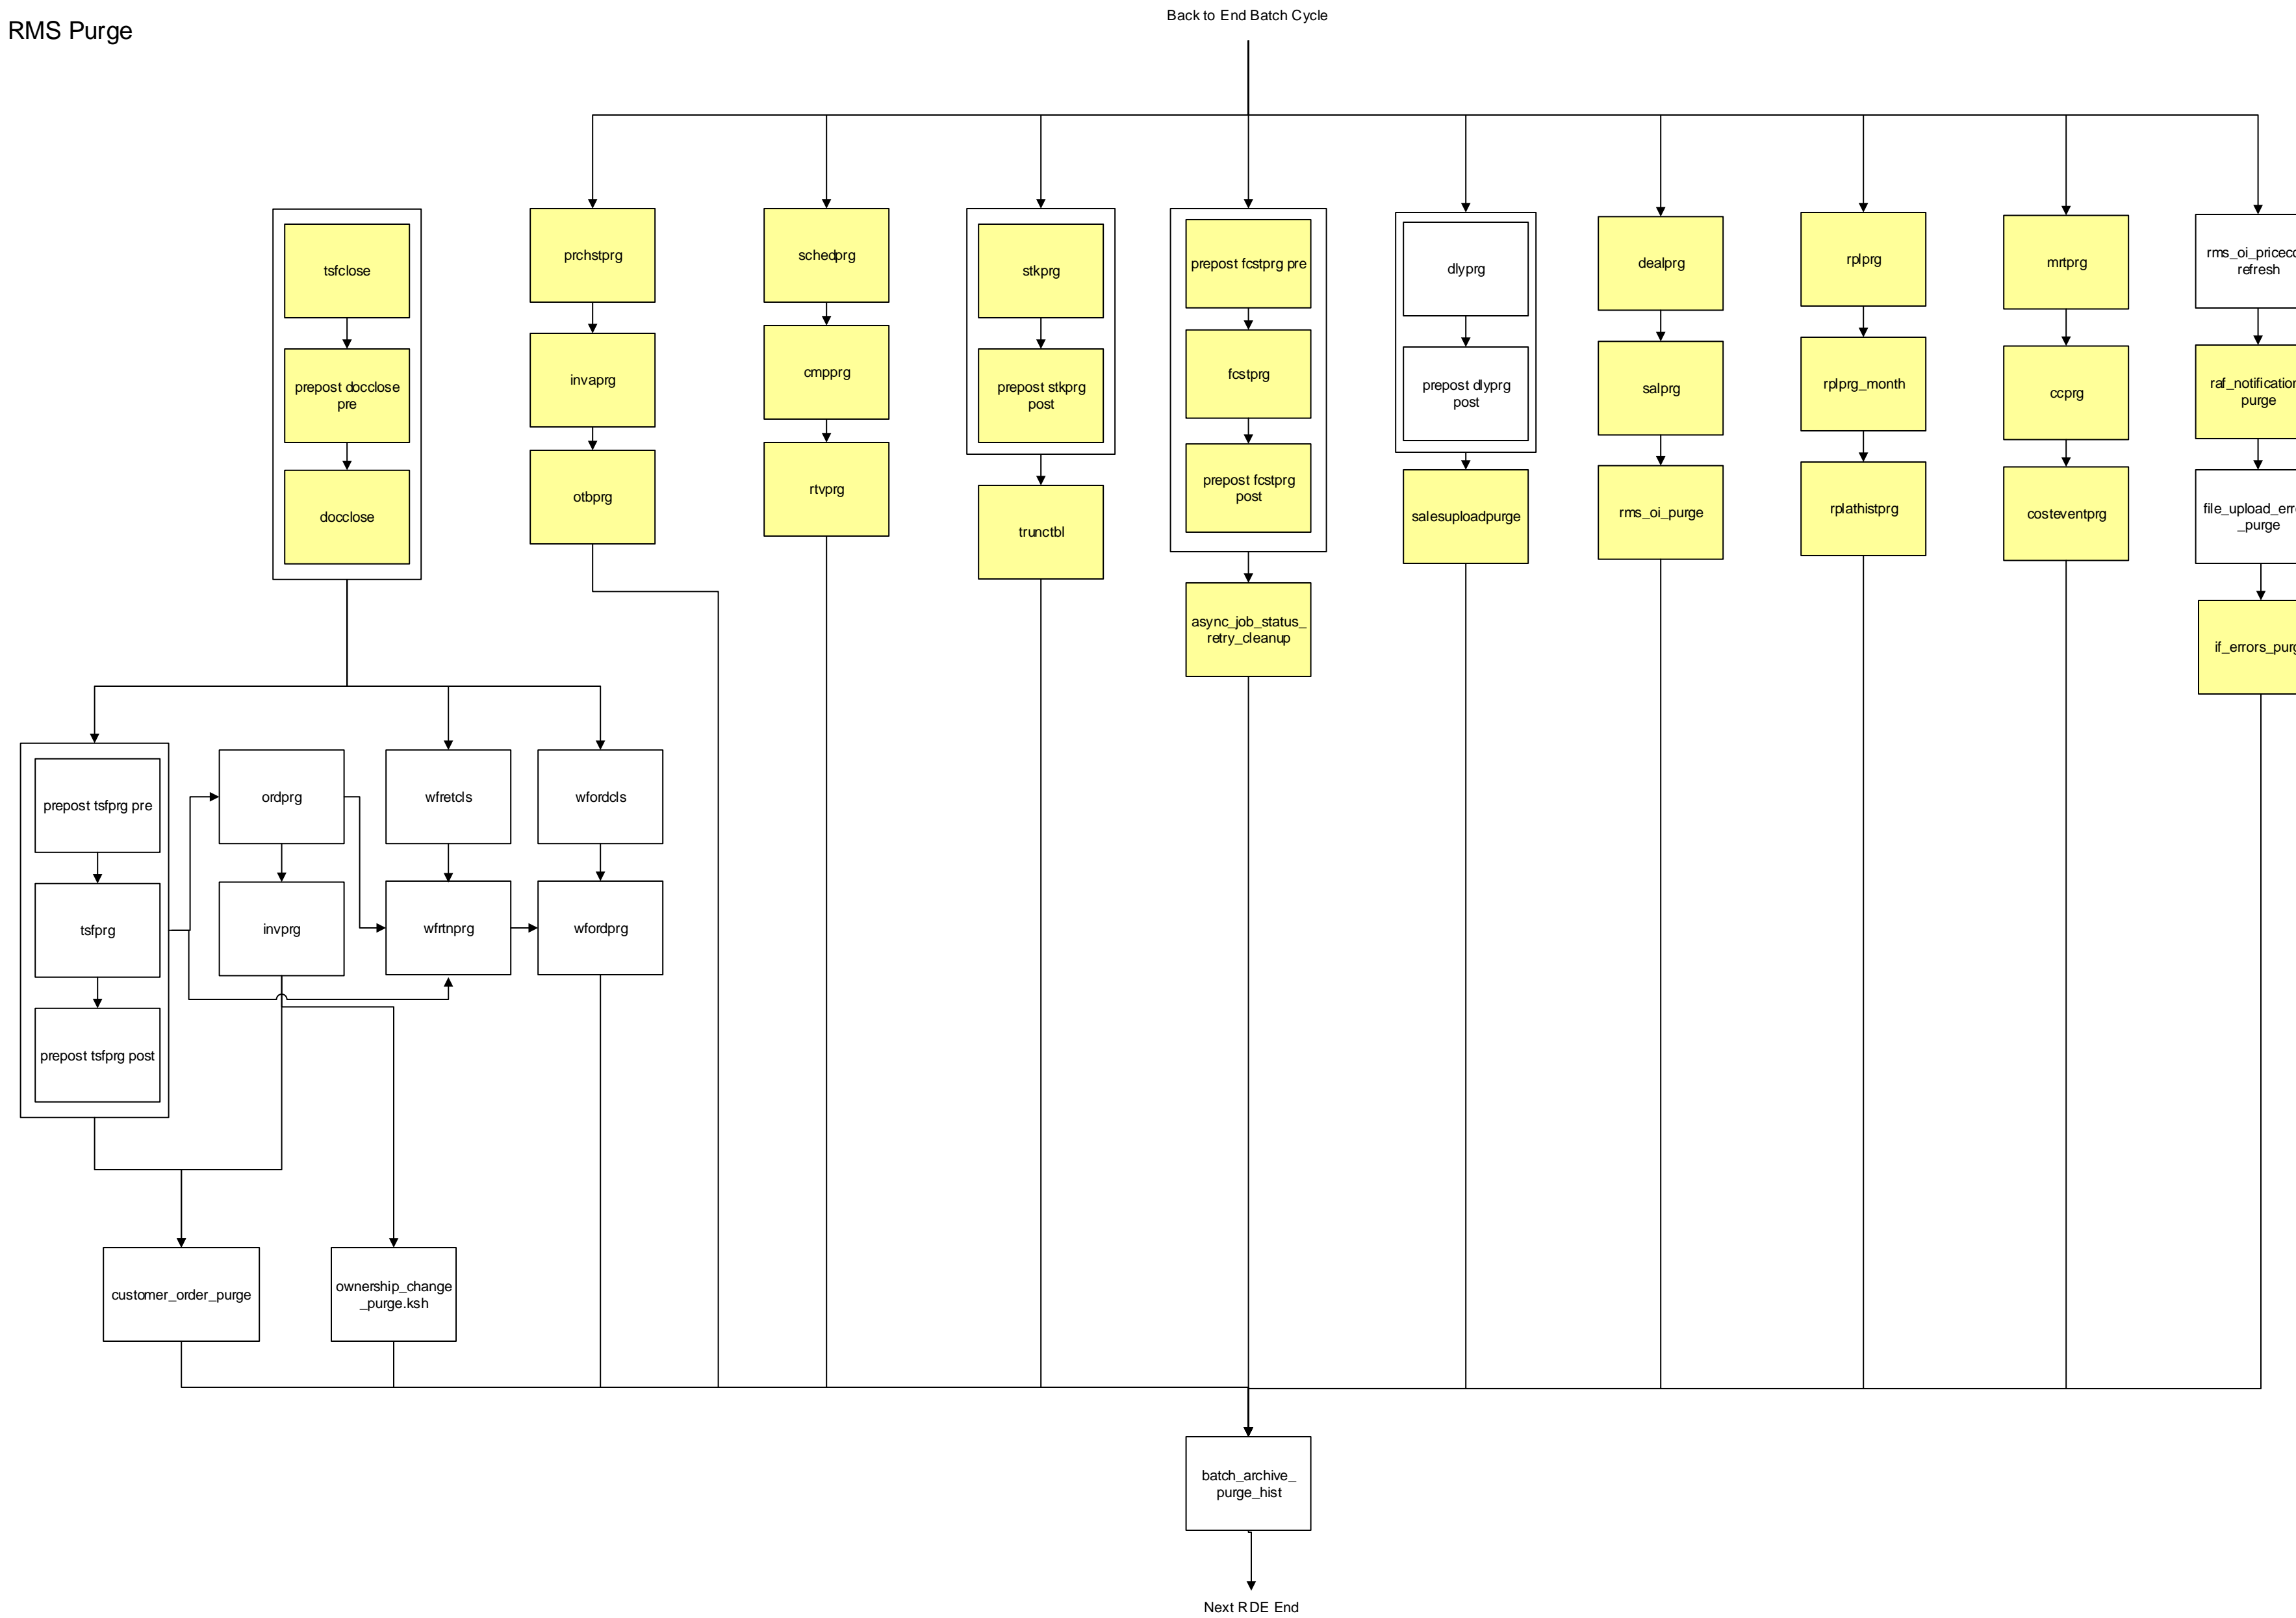 RMS Purge
Back to End Batch Cycle
tsfclose
prepost docclose
pre
docclose
prchstprg
invaprg
otbprg
schedprg
cmpprg
rtvprg
stkprg
prepost stkprg
post
trunctbl
prepost fcstprg pre
fcstprg
prepost fcstprg
post
async_job_status_
retry_cleanup
dlyprg
prepost dlyprg
post
salesuploadpurge
dealprg
salprg
rms_oi_purge
rplprg
rplprg_month
rplathistprg
mrtprg
ccprg
costeventprg
refresh
purge
_purge
prepost tsfprg pre
tsfprg
prepost tsfprg post
ordprg
invprg
wfretcls
wfrtnprg
wfordcls
wfordprg
customer_order_purge
ownership_change
_purge.ksh
batch_archive_
purge_hist
Next RDE End